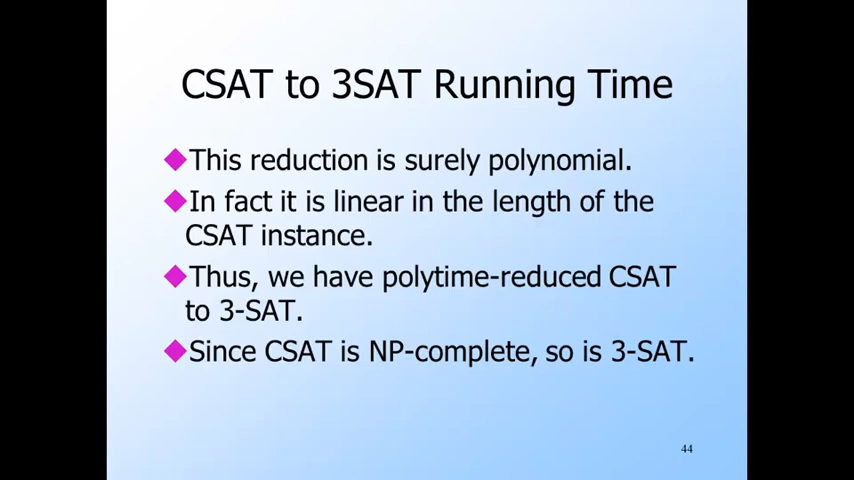 CSAT to 3SAT Running Time
This reduction is surely polynomial.
In fact it is linear in the length of the
CSAT instance.
Thus, we have polytime-reduced CSAT
to 3-SAT.
Since CSAT is NP-complete, so is 3-SAT.
44